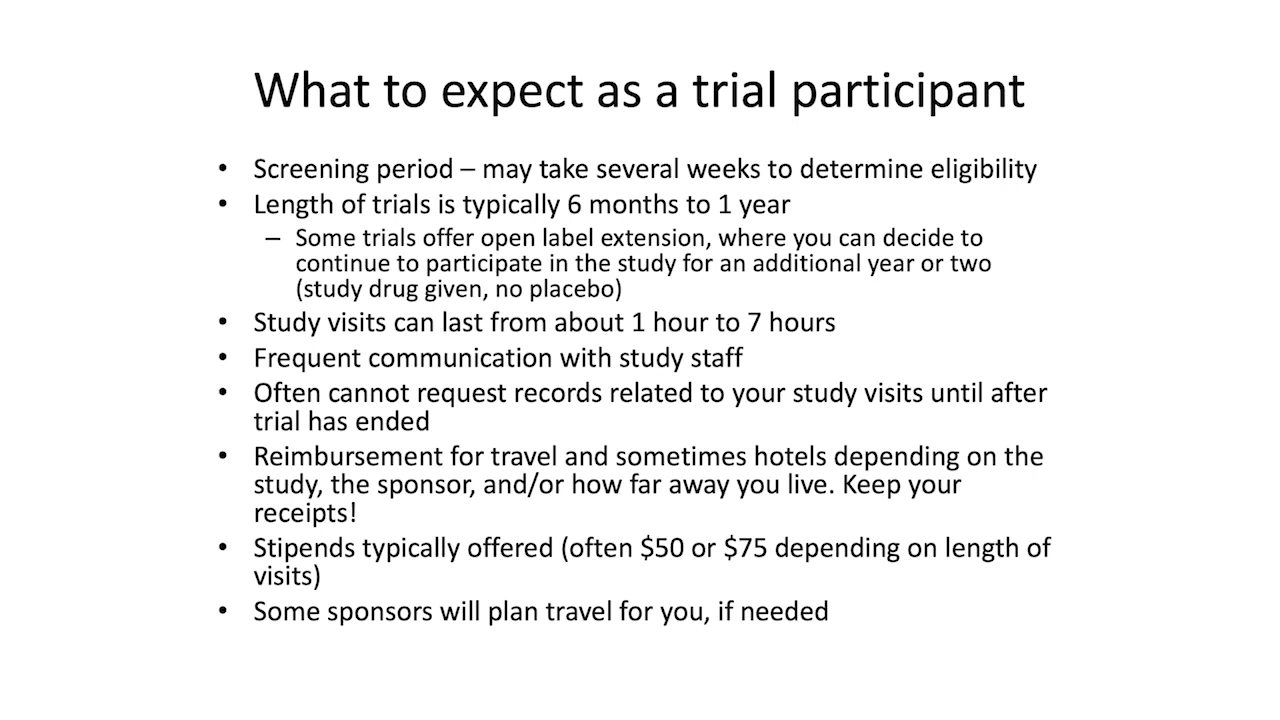 What to expect as a trial participant
• Screening period – may take several weeks to determine eligibility
• Length of trials is typically 6 months to 1 year
– Some trials offer open label extension, where you can decide to
continue to participate in the study for an additional year or two
(study drug given, no placebo)
• Study visits can last from about 1 hour to 7 hours
• Frequent communication with study staff
• Often cannot request records related to your study visits until after
trial has ended
• Reimbursement for travel and sometimes hotels depending on the
study, the sponsor, and/or how far away you live. Keep your
receipts!
• Stipends typically offered (often $50 or $75 depending on length of
visits)
• Some sponsors will plan travel for you, if needed